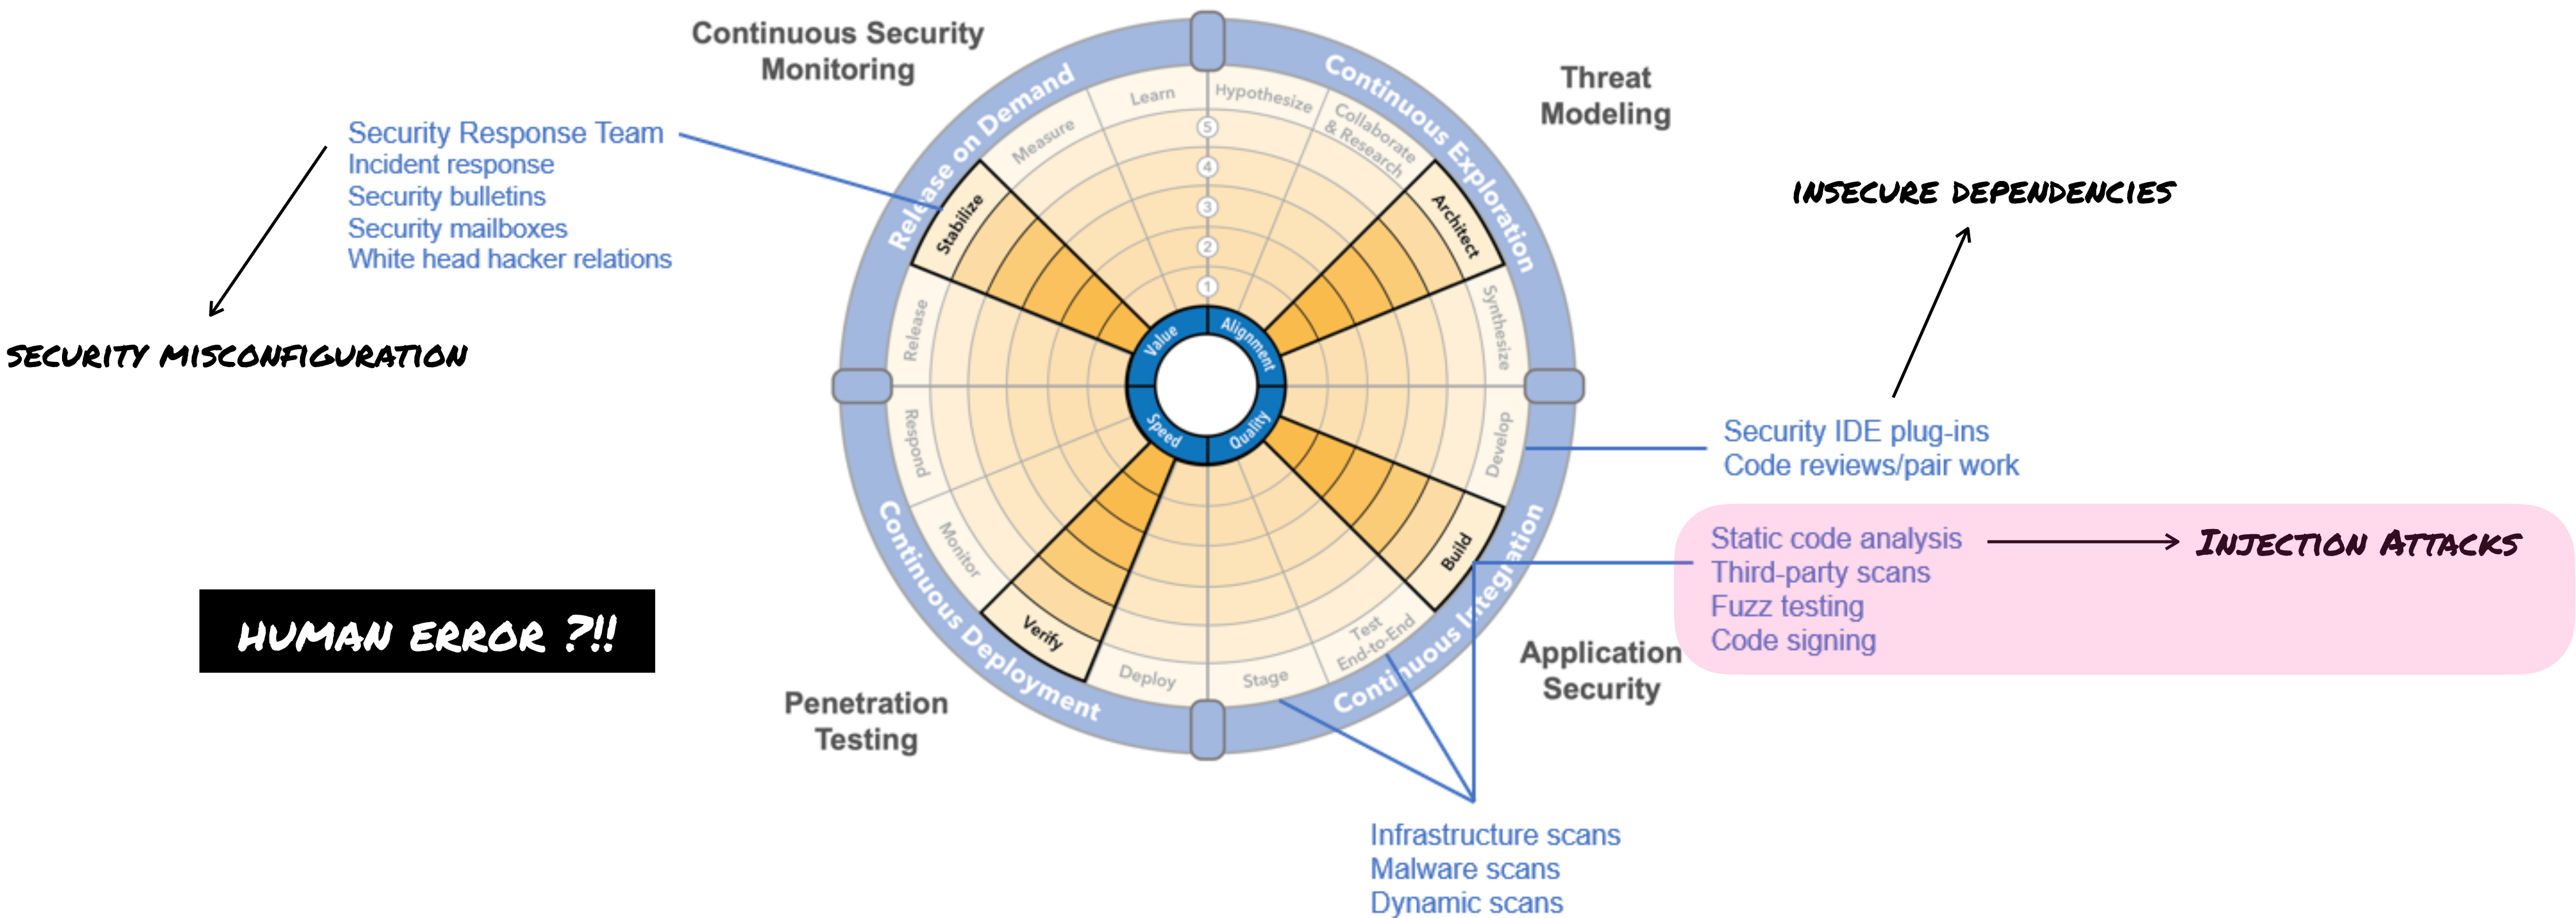 Continuous Security
Monitoring
Threat
Modeling
Security Response Team
Incident response
Security bulletins
Security mailboxes
White head hacker relations
SECURITY MISCONFIGURATION
INSECURE DEPENDENCIES
Release on Demand
Continuous Exploration
Learn
Hypothesize
Measure
Collaborate
& Research
Stabilize
Architect
Release
Synthesize
5
4
3
2
1
Value
Alignment
Speed
Quality
Respond
Develop
Monitor
Build
Verify
Deploy
Stage
Test
End-to-End
Continuous Deployment
Continuous Integration
Security IDE plug-ins
Code reviews/pair work
Static code analysis
Third-party scans
Fuzz testing
Code signing
INJECTION ATTACKS
HUMAN ERROR ?!!
Application
Security
Penetration
Testing
Infrastructure scans
Malware scans
Dynamic scans